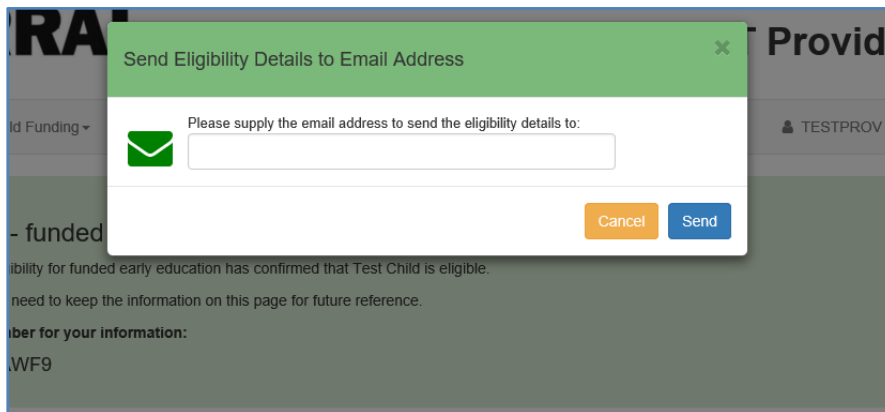 RRAL
Provid
Send Eligibility Details to Email Address
ld Funding
TESTPROV
Please supply the email address to send the eligibility details to:
Cancel
Send
- funded
ibility for funded early education has confirmed that Test Child is eligible.
need to keep the information on this page for future reference.
ber for your information:
WF9